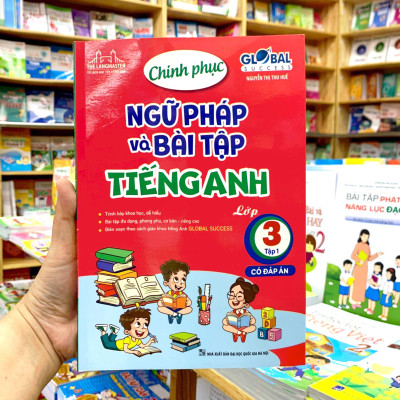 THE LANGMASTER
Chinh phục
GLOBAL
SUCCESS
NGUYỄN THỊ THU HUẾ
NGỮ PHÁP
và BÀI TẬP
TIẾNG ANH
Lớp
3
Tập 1
CÓ ĐÁP ÁN
Trình bày khoa học, dễ hiểu
Bài tập đa dạng, phong phú, cơ bản - nâng cao
Biên soạn theo sách giáo khoa tiếng Anh GLOBAL SUCCESS
NHÀ XUẤT BẢN ĐẠI HỌC QUỐC GIA HÀ NỘI
BÀI TẬP PHÁT
NĂNG LỰC